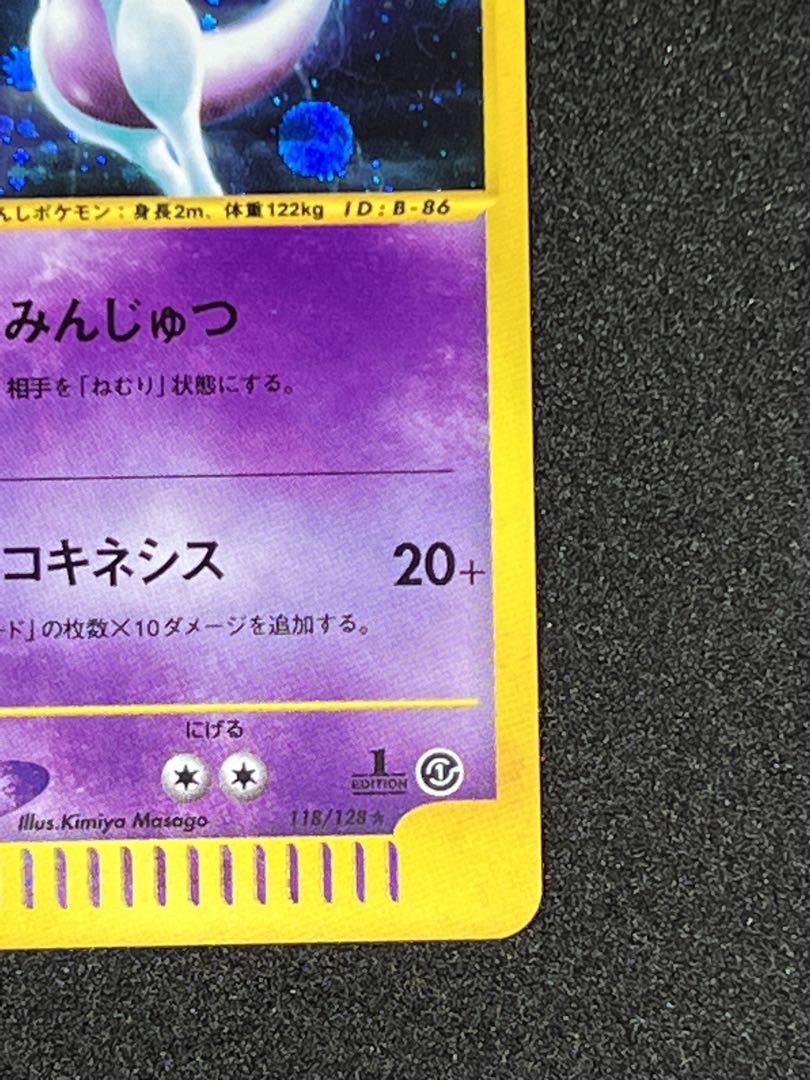 んしポケモン：身長2m、体重122kg ID:B-86
みんじゅつ
相手を「ねむり」状態にする。
コキネシス 20+
ド」の枚数×10ダメージを追加する。
にげる
1
EDITION
Illus.Kimiya Masago 118/128★